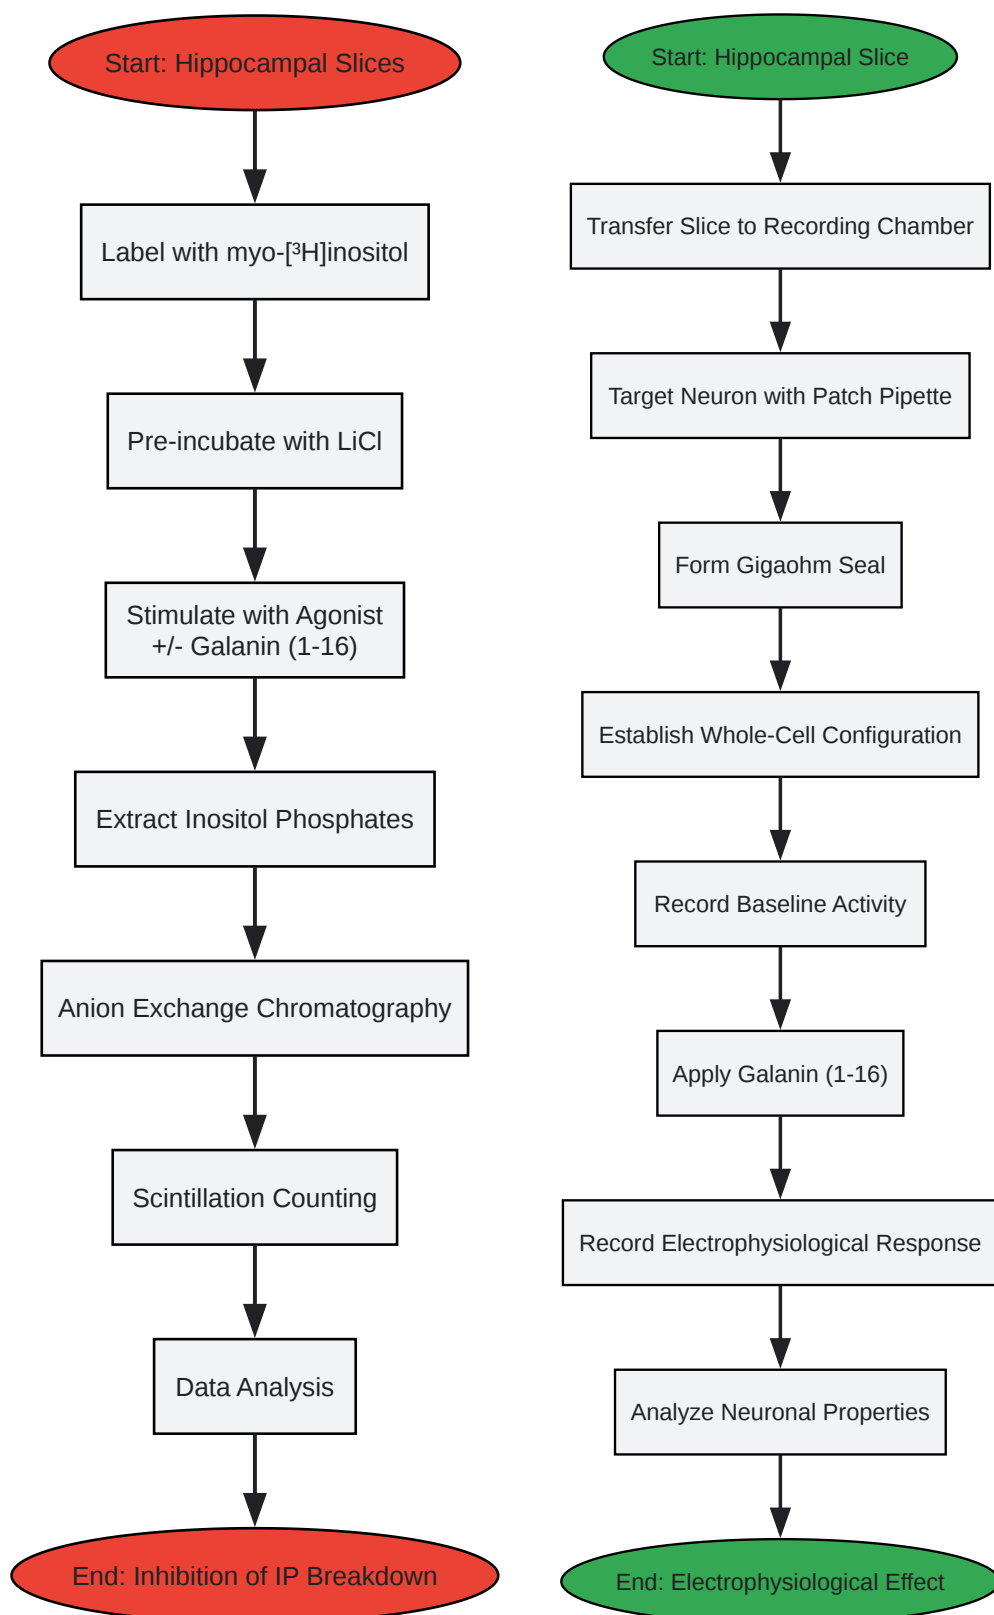 Start: Hippocampal Slices
Label with myo-[³H]inositol
Pre-incubate with LiCl
Stimulate with Agonist
+/- Galanin (1-16)
Extract Inositol Phosphates
Anion Exchange Chromatography
Scintillation Counting
Data Analysis
End: Inhibition of IP Breakdown
Start: Hippocampal Slice
Transfer Slice to Recording Chamber
Target Neuron with Patch Pipette
Form Gigaohm Seal
Establish Whole-Cell Configuration
Record Baseline Activity
Apply Galanin (1-16)
Record Electrophysiological Response
Analyze Neuronal Properties
End: Electrophysiological Effect